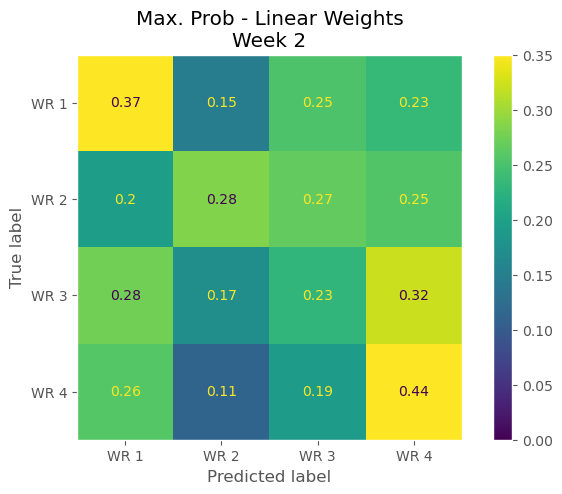 Max. Prob - Linear Weights
Week 2
True label
WR 1 0.37 0.15 0.25 0.23
WR 2 0.2 0.28 0.27 0.25
WR 3 0.28 0.17 0.23 0.32
WR 4 0.26 0.11 0.19 0.44
WR 1 WR 2 WR 3 WR 4
Predicted label
0.35
0.30
0.25
0.20
0.15
0.10
0.05
0.00